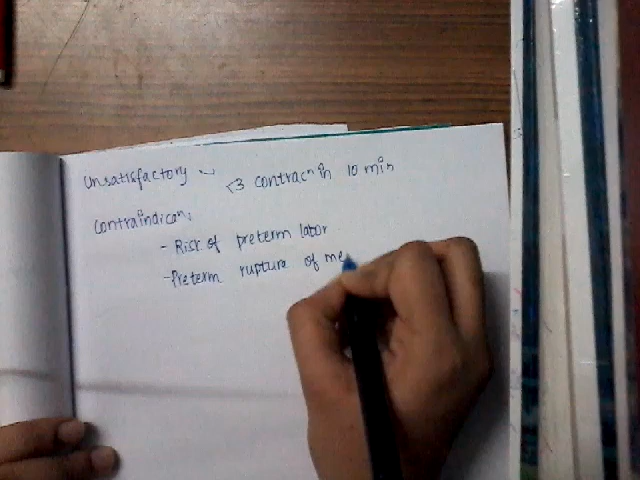 Unsatisfactory ~
<3 contracn in 10 min
Contraindican,
- Risk of preterm labor
- Preterm rupture of me